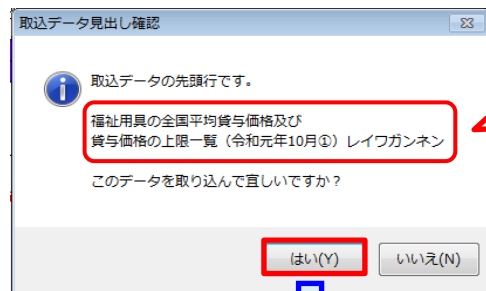 取込データ見出し確認
取込データの先頭行です。
福祉用具の全国平均貸与価格及び
貸与価格の上限一覧（令和元年10月①）レイワガンネン
このデータを取り込んで宜しいですか？
はい(Y)
いいえ(N)